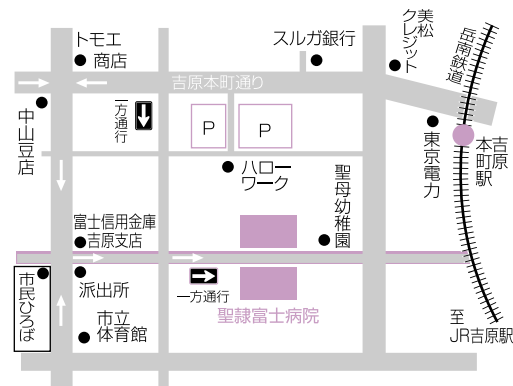 トモエ
商店
スルガ銀行
美松
クレジット
岳南鉄道
吉原本町通り
中山豆店
一方通行
P
P
東京電力
吉原
本町駅
ハロー
ワーク
聖母幼稚園
富士信用金庫
吉原支店
市民ひろば
派出所
一方通行
聖隷富士病院
市立
体育館
至
JR吉原駅